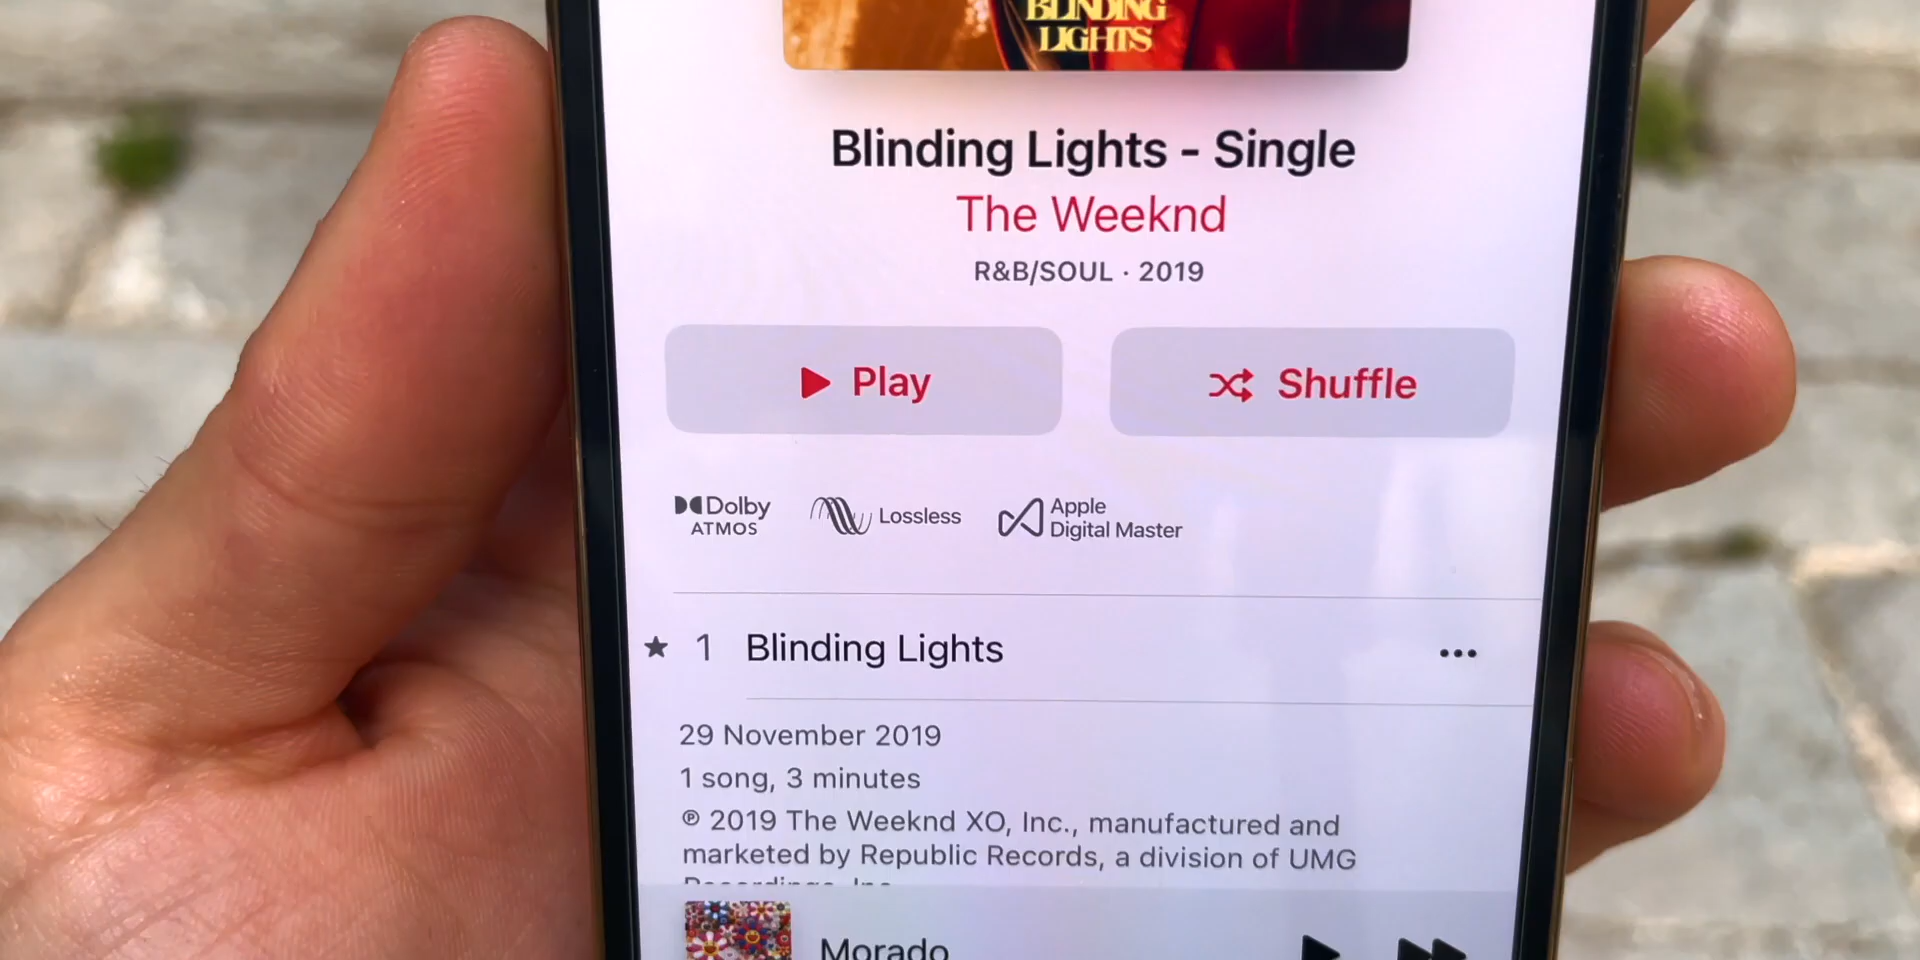 BLINDING
LIGHTS
Blinding Lights - Single
The Weeknd
R&B/SOUL · 2019
Play
Shuffle
Dolby
ATMOS
Lossless
Apple
Digital Master
★ 1 Blinding Lights •••
29 November 2019
1 song, 3 minutes
℗ 2019 The Weeknd XO, Inc., manufactured and
marketed by Republic Records, a division of UMG
Recordings, Inc.
Morado